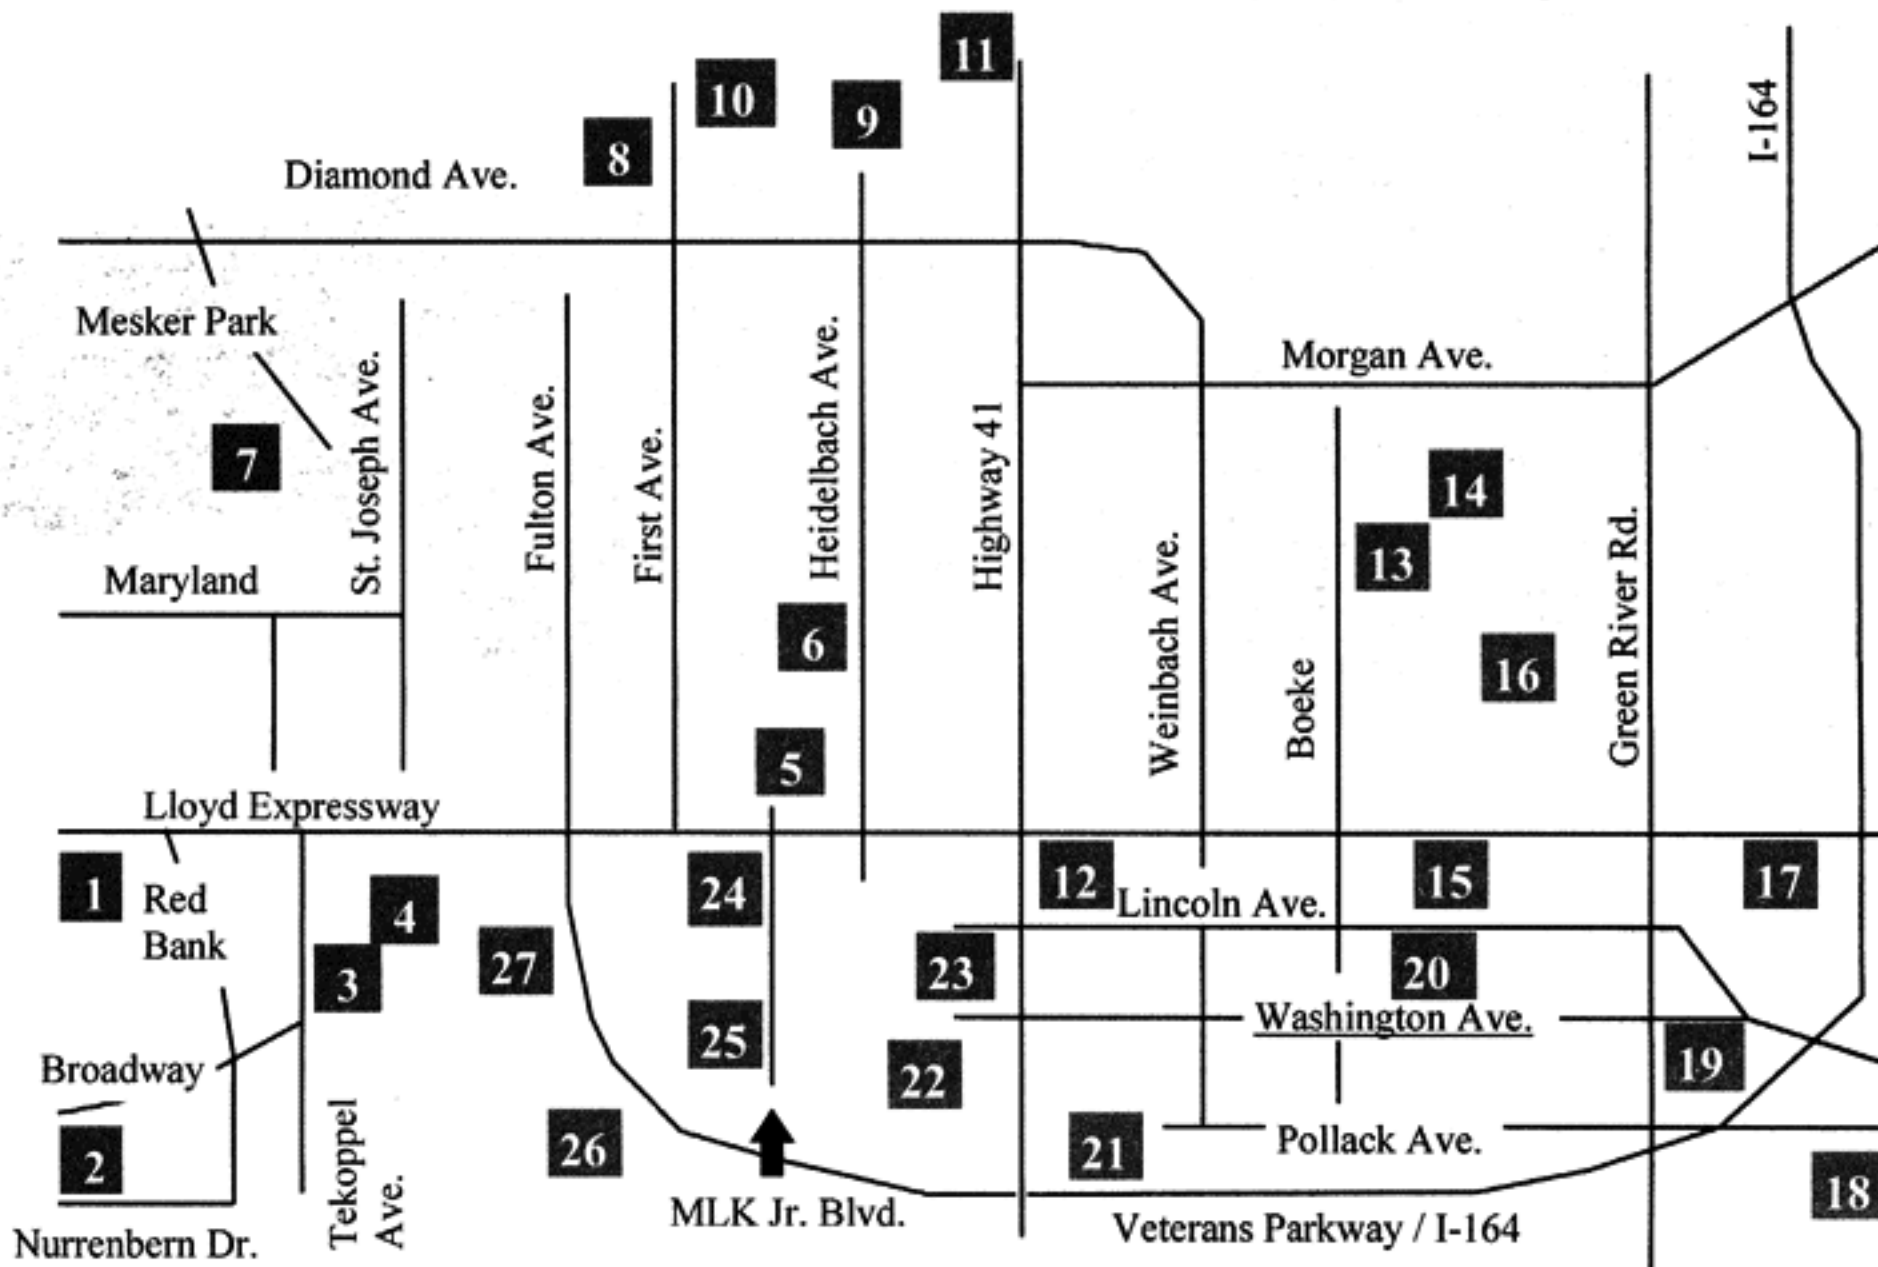 11
10
9
8
I-164
Diamond Ave.
Mesker Park
Morgan Ave.
7
St. Joseph Ave.
Fulton Ave.
First Ave.
Heidelbach Ave.
Highway 41
14
13
Weinbach Ave.
Boeke
Green River Rd.
Maryland
6
16
5
Lloyd Expressway
1
Red
Bank
4
24
12
Lincoln Ave.
15
17
3
27
23
20
25
Washington Ave.
Broadway
22
19
2
Tekoppel
Ave.
26
21
Pollack Ave.
18
MLK Jr. Blvd.
Veterans Parkway / I-164
Nurrenbern Dr.